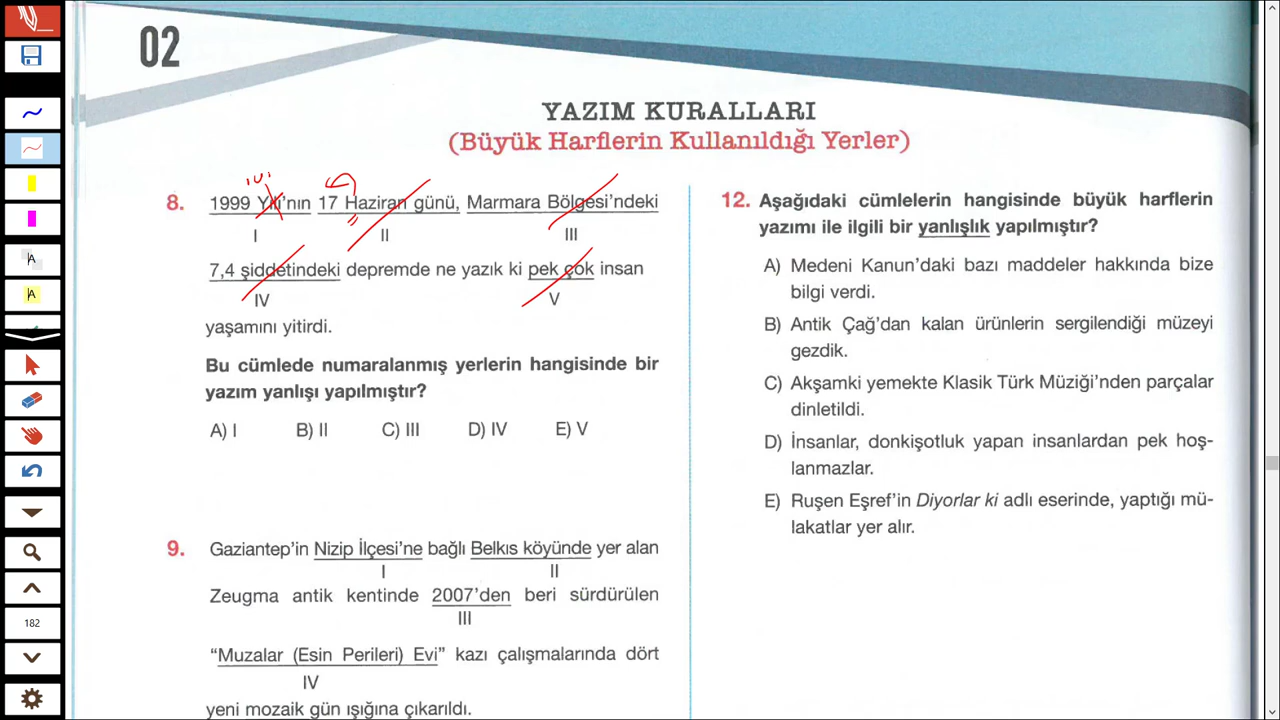 02
YAZIM KURALLARI
(Büyük Harflerin Kullanıldığı Yerler)
8. 1999 Yılı'nın 17 Haziran günü, Marmara Bölgesi'ndeki
I II III
7,4 şiddetindeki depremde ne yazık ki pek çok insan
IV V
yaşamını yitirdi.
Bu cümlede numaralanmış yerlerin hangisinde bir
yazım yanlışı yapılmıştır?
A) I B) II C) III D) IV E) V
9. Gaziantep'in Nizip İlçesi'ne bağlı Belkıs köyünde yer alan
I II
Zeugma antik kentinde 2007'den beri sürdürülen
III
“Muzalar (Esin Perileri) Evi” kazı çalışmalarında dört
IV
yeni mozaik gün ışığına çıkarıldı.
12. Aşağıdaki cümlelerin hangisinde büyük harflerin
yazımı ile ilgili bir yanlışlık yapılmıştır?
A) Medeni Kanun'daki bazı maddeler hakkında bize
bilgi verdi.
B) Antik Çağ'dan kalan ürünlerin sergilendiği müzeyi
gezdik.
C) Akşamki yemekte Klasik Türk Müziği'nden parçalar
dinletildi.
D) İnsanlar, donkişotluk yapan insanlardan pek hoş-
lanmazlar.
E) Ruşen Eşref'in Diyorlar ki adlı eserinde, yaptığı mü-
lakatlar yer alır.
A
A
182